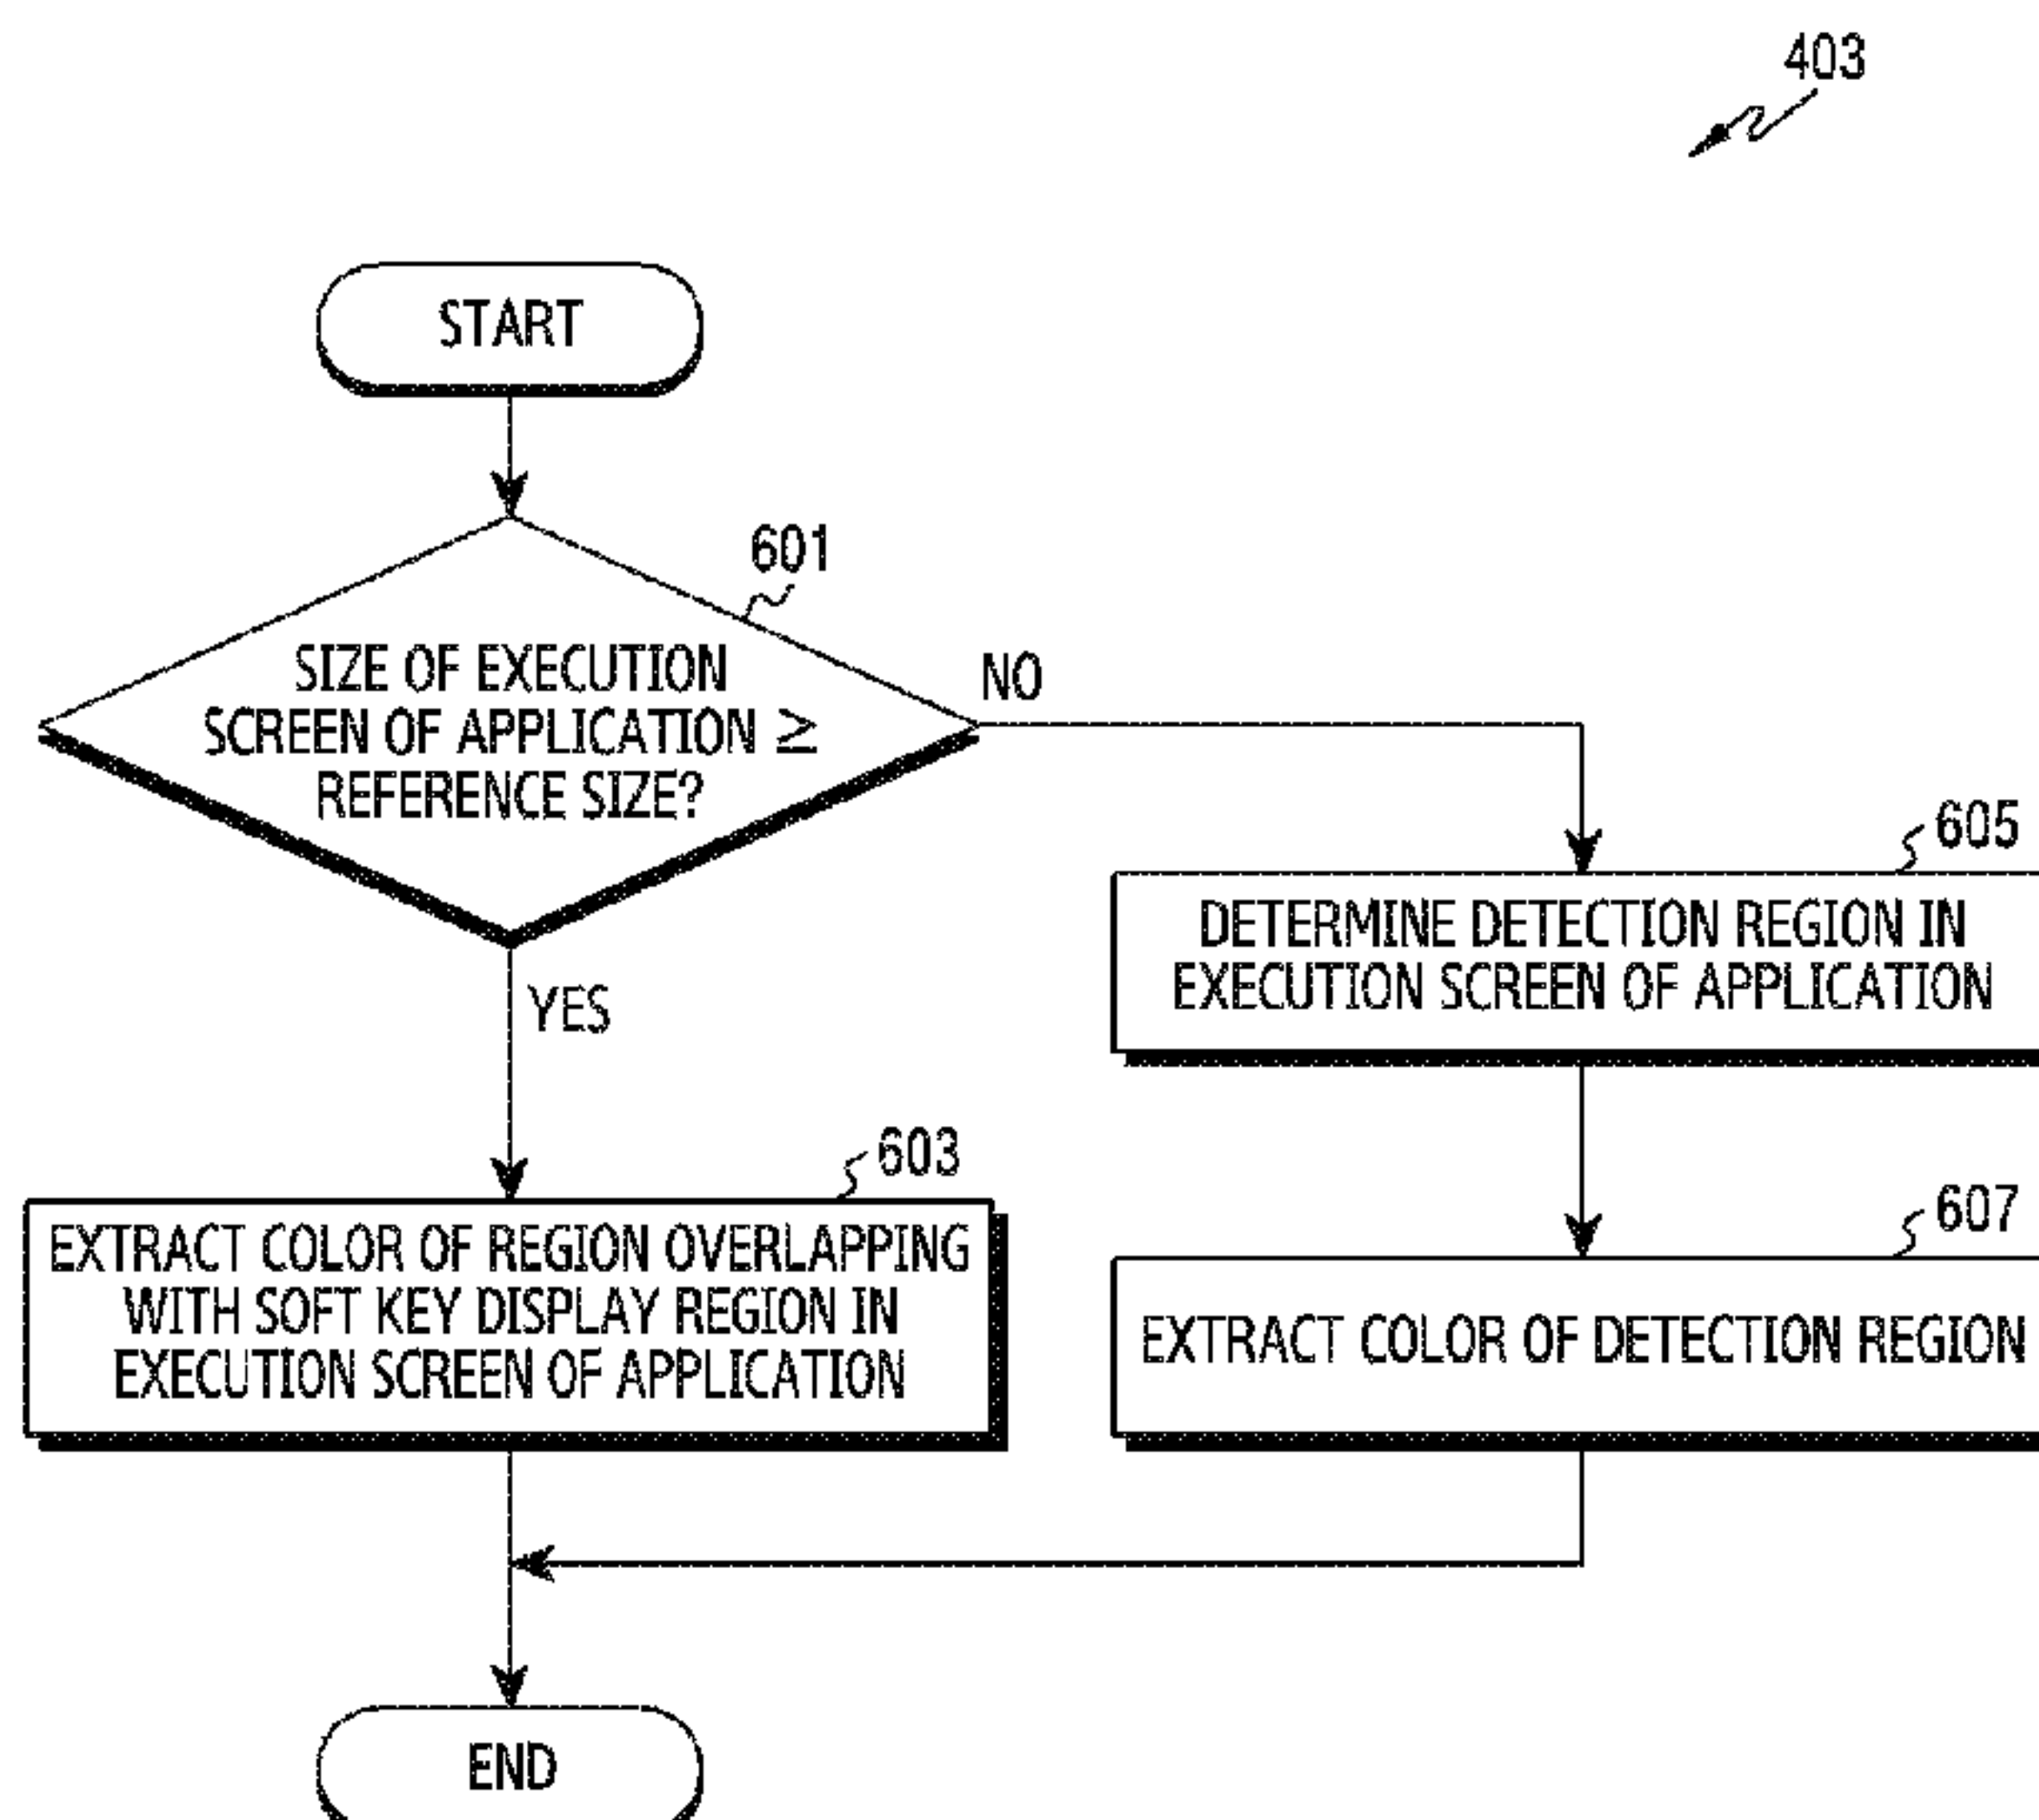 403
START
601
SIZE OF EXECUTION
SCREEN OF APPLICATION ≥
REFERENCE SIZE?
NO
YES
605
DETERMINE DETECTION REGION IN
EXECUTION SCREEN OF APPLICATION
603
EXTRACT COLOR OF REGION OVERLAPPING
WITH SOFT KEY DISPLAY REGION IN
EXECUTION SCREEN OF APPLICATION
607
EXTRACT COLOR OF DETECTION REGION
END